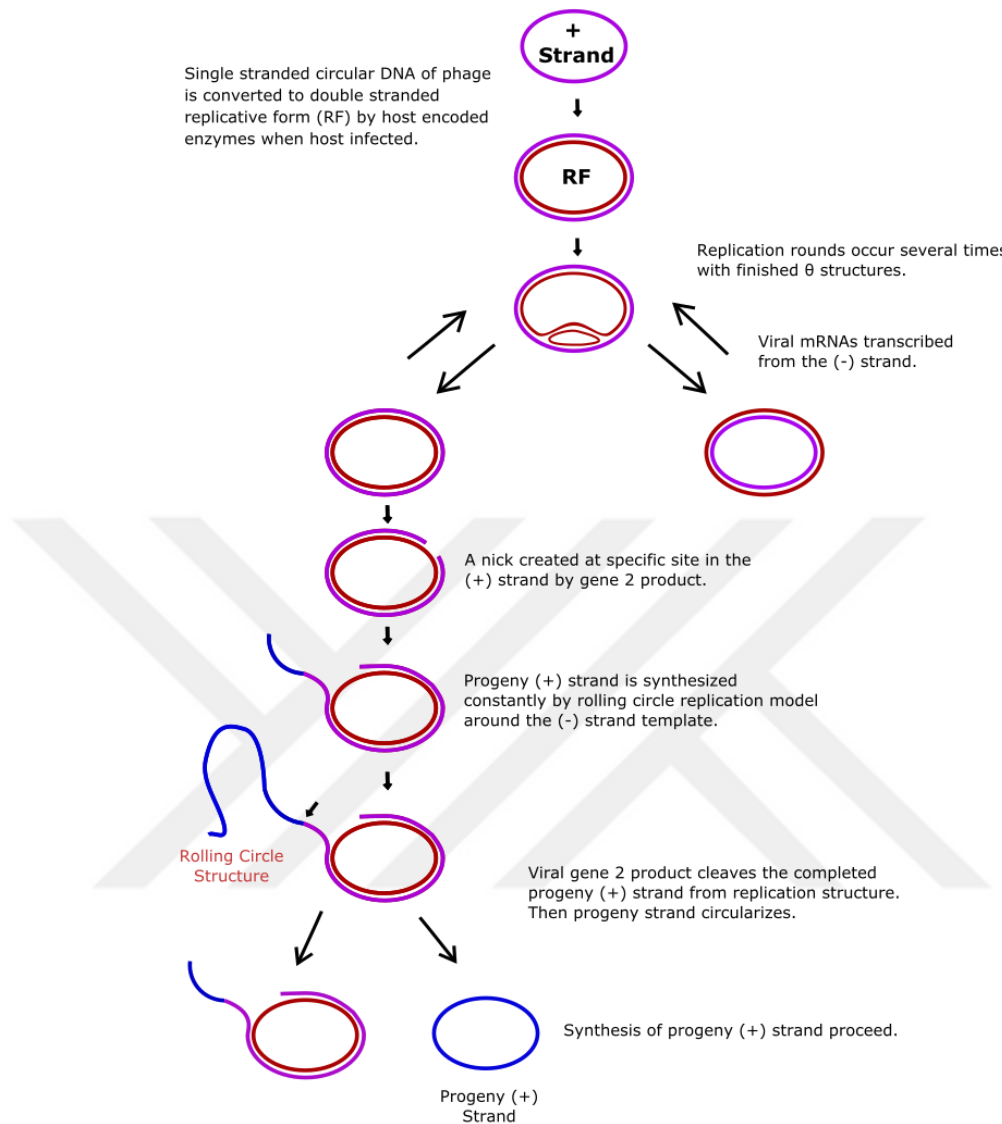 +
Strand
Single stranded circular DNA of phage
is converted to double stranded
replicative form (RF) by host encoded
enzymes when host infected.
RF
Replication rounds occur several times
with finished θ structures.
Viral mRNAs transcribed
from the (-) strand.
A nick created at specific site in the
(+) strand by gene 2 product.
Progeny (+) strand is synthesized
constantly by rolling circle replication model
around the (-) strand template.
Rolling Circle
Structure
Viral gene 2 product cleaves the completed
progeny (+) strand from replication structure.
Then progeny strand circularizes.
Synthesis of progeny (+) strand proceed.
Progeny (+)
Strand